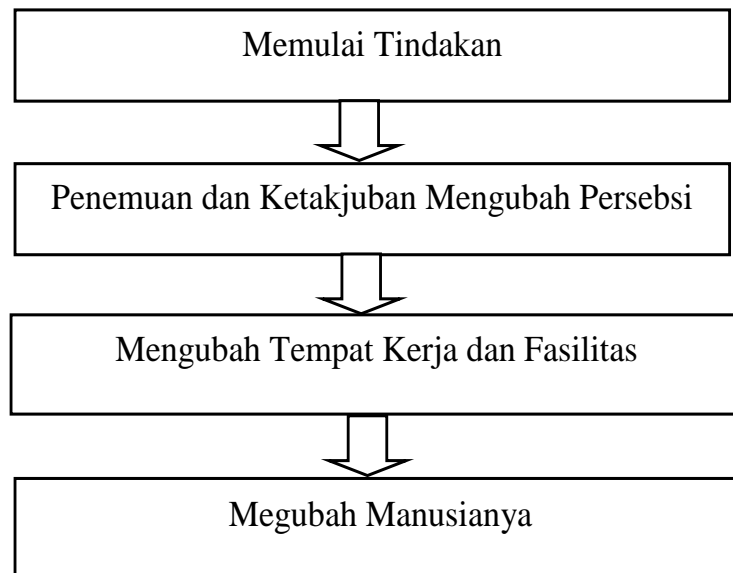 Memulai Tindakan
Penemuan dan Ketakjuban Mengubah Persebsi
Mengubah Tempat Kerja dan Fasilitas
Megubah Manusianya